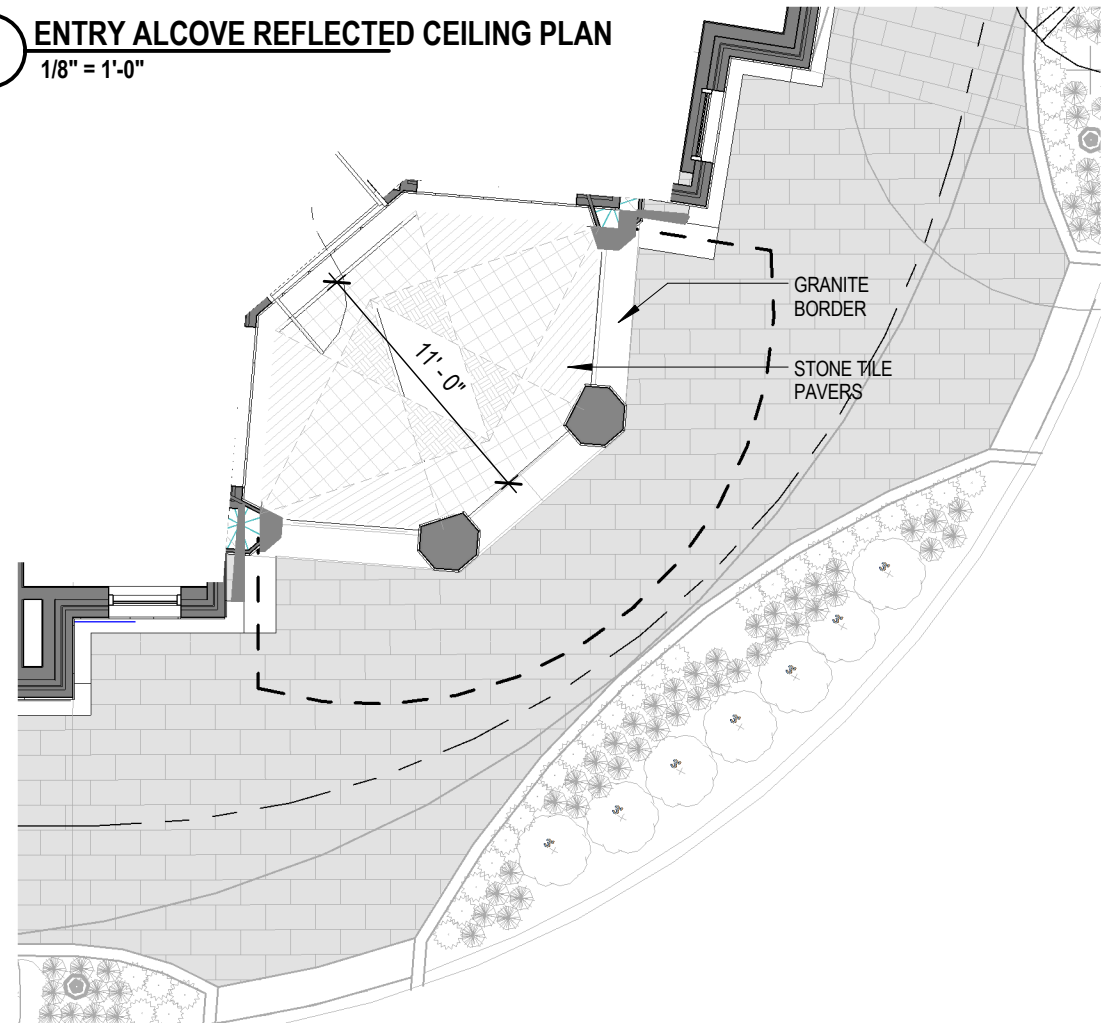 ENTRY ALCOVE REFLECTED CEILING PLAN
1/8" = 1'-0"
GRANITE
BORDER
STONE TILE
PAVERS
11'- 0"